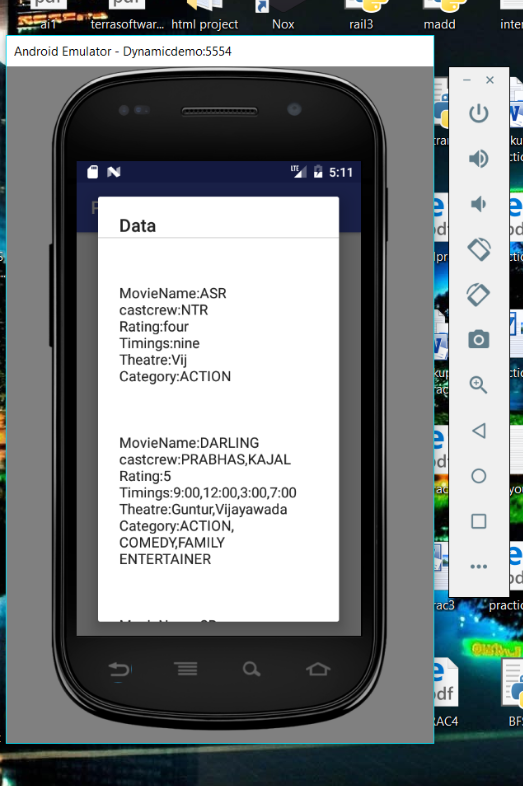 ai1
terrasoftwar...
html project
Nox
rail3
madd
inter
Android Emulator - Dynamicdemo:5554
LTE
5:11
Data
MovieName:ASR
castcrew:NTR
Rating:four
Timings:nine
Theatre:Vij
Category:ACTION
MovieName:DARLING
castcrew:PRABHAS,KAJAL
Rating:5
Timings:9:00,12:00,3:00,7:00
Theatre:Guntur,Vijayawada
Category:ACTION,
COMEDY,FAMILY
ENTERTAINER
rac3
practic
RAC4
BFS